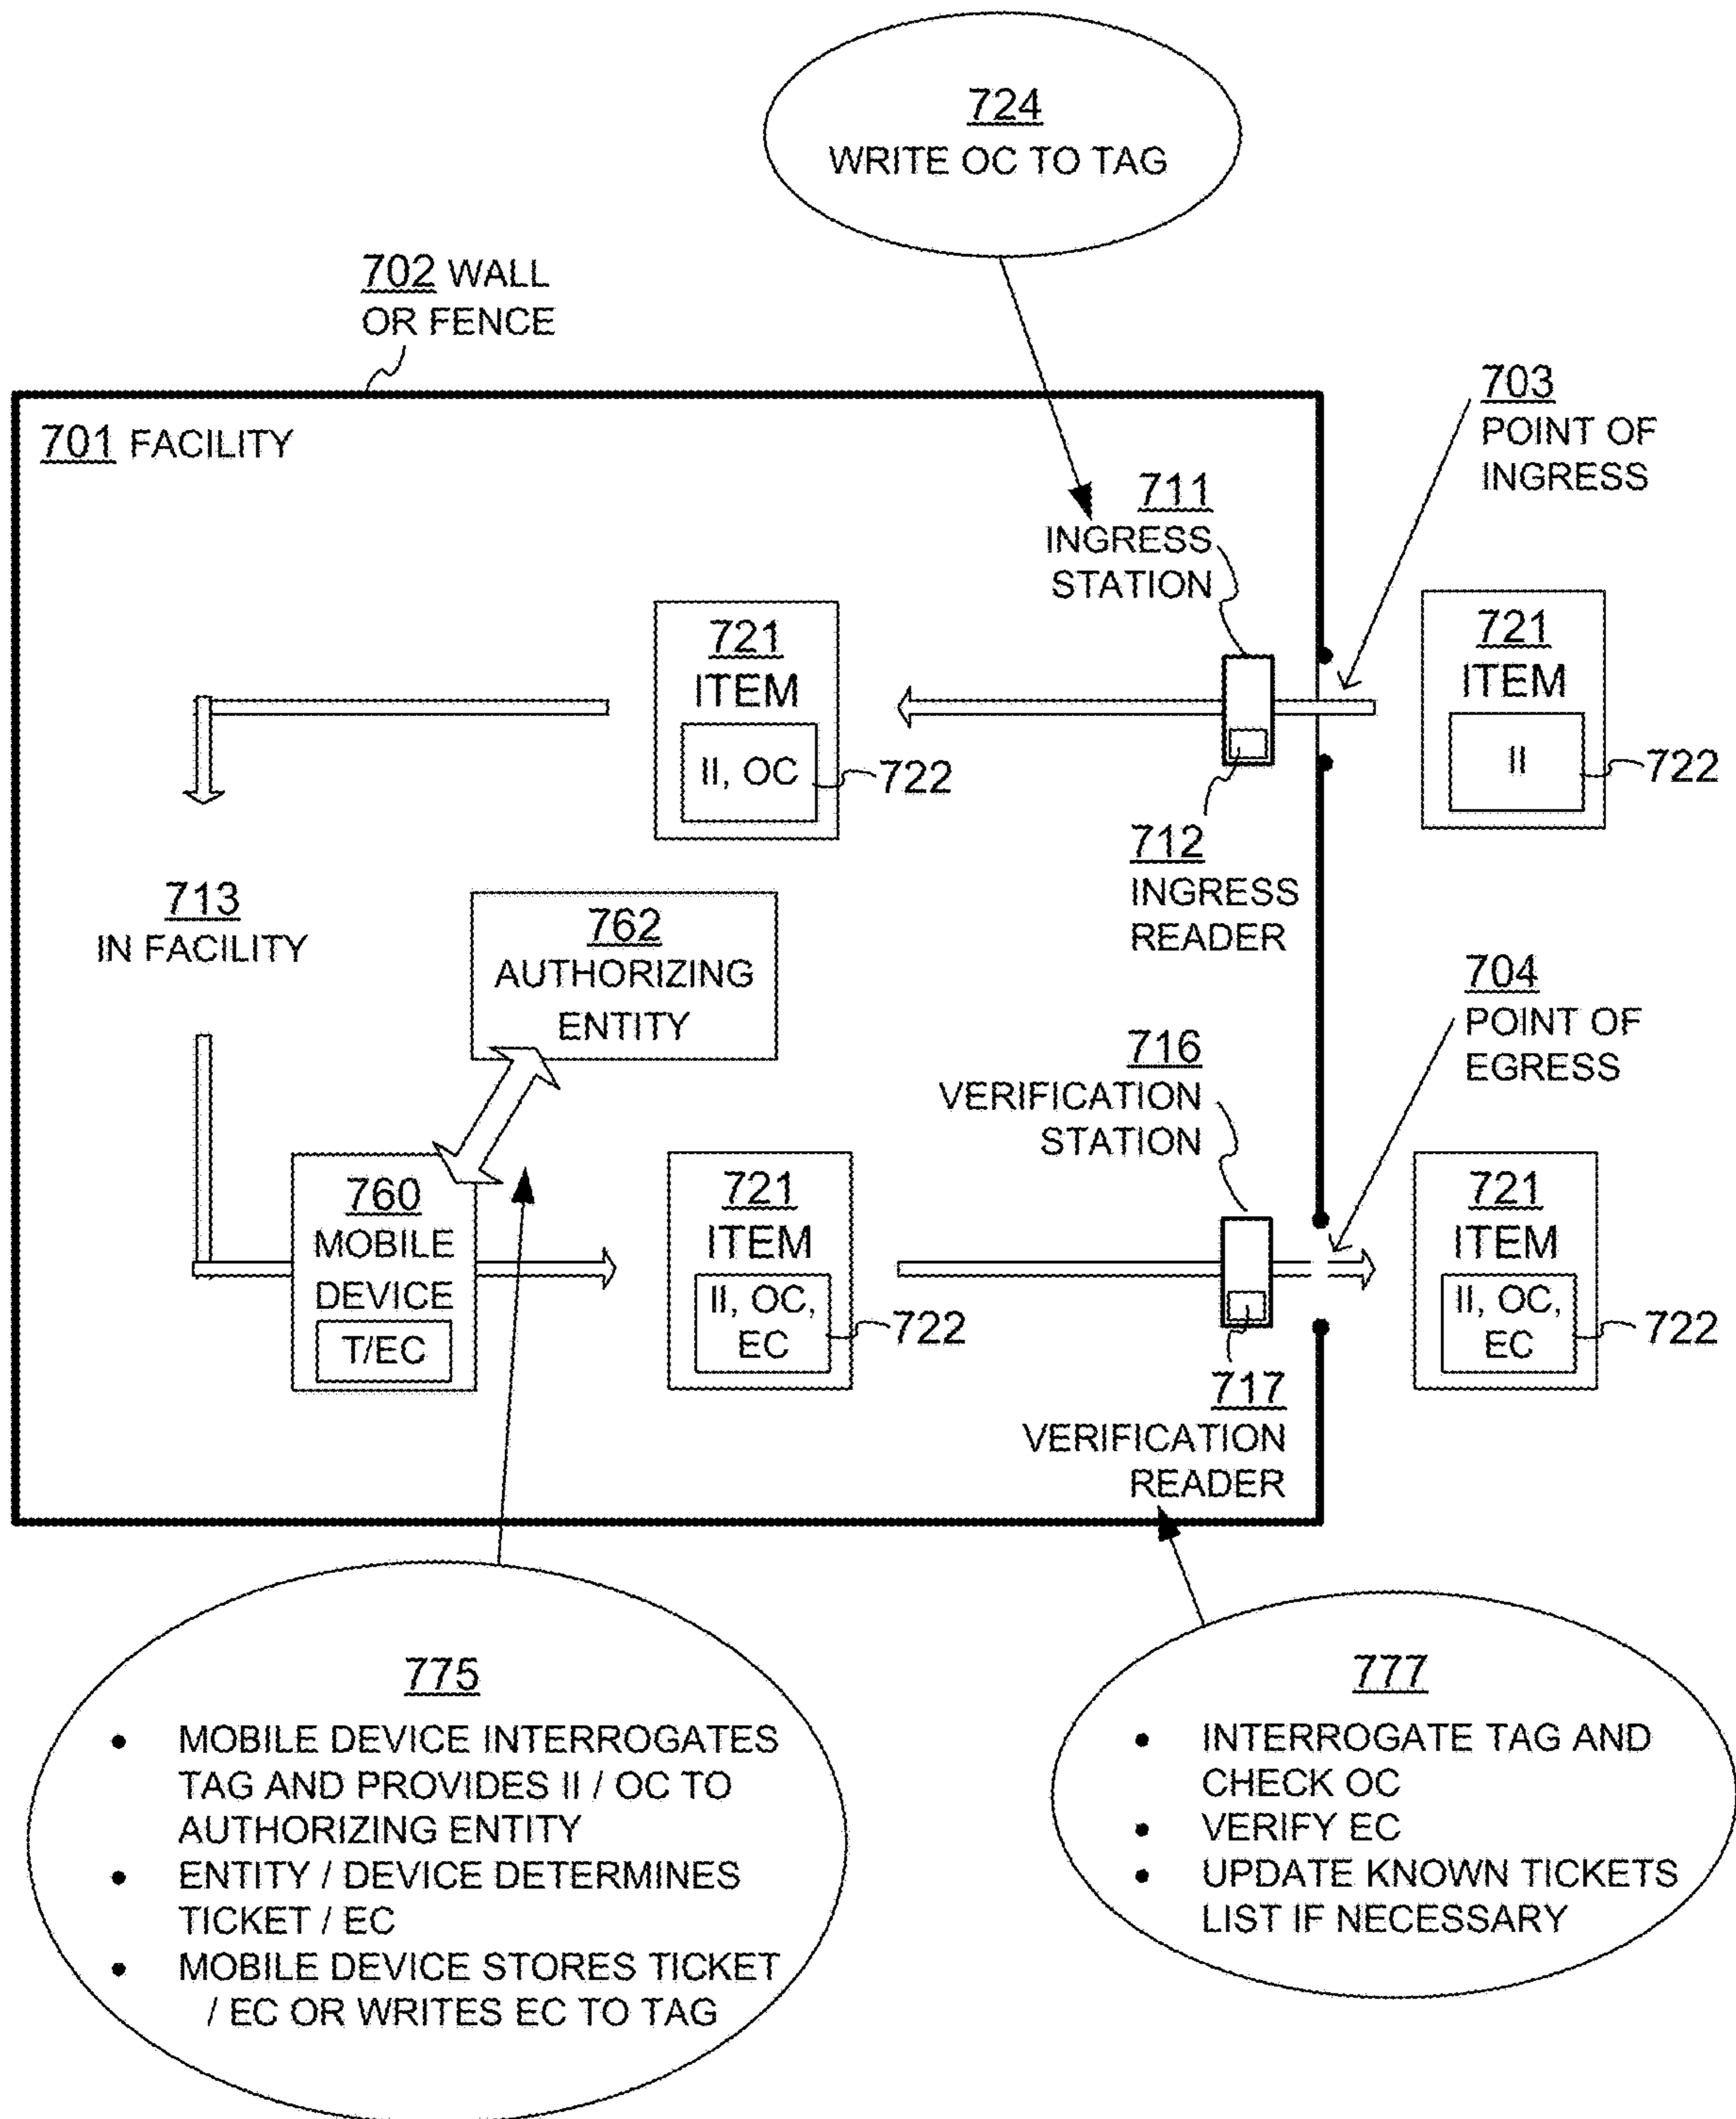 724
WRITE OC TO TAG
702 WALL
OR FENCE
703
POINT OF
INGRESS
701 FACILITY
711
INGRESS
STATION
721
ITEM
II, OC
722
721
ITEM
II
722
712
INGRESS
READER
713
IN FACILITY
762
AUTHORIZING
ENTITY
704
POINT OF
EGRESS
716
VERIFICATION
STATION
760
MOBILE
DEVICE
T/EC
721
ITEM
II, OC,
EC
722
721
ITEM
II, OC,
EC
722
717
VERIFICATION
READER
775
• MOBILE DEVICE INTERROGATES
TAG AND PROVIDES II / OC TO
AUTHORIZING ENTITY
• ENTITY / DEVICE DETERMINES
TICKET / EC
• MOBILE DEVICE STORES TICKET
/ EC OR WRITES EC TO TAG
777
• INTERROGATE TAG AND
CHECK OC
• VERIFY EC
• UPDATE KNOWN TICKETS
LIST IF NECESSARY